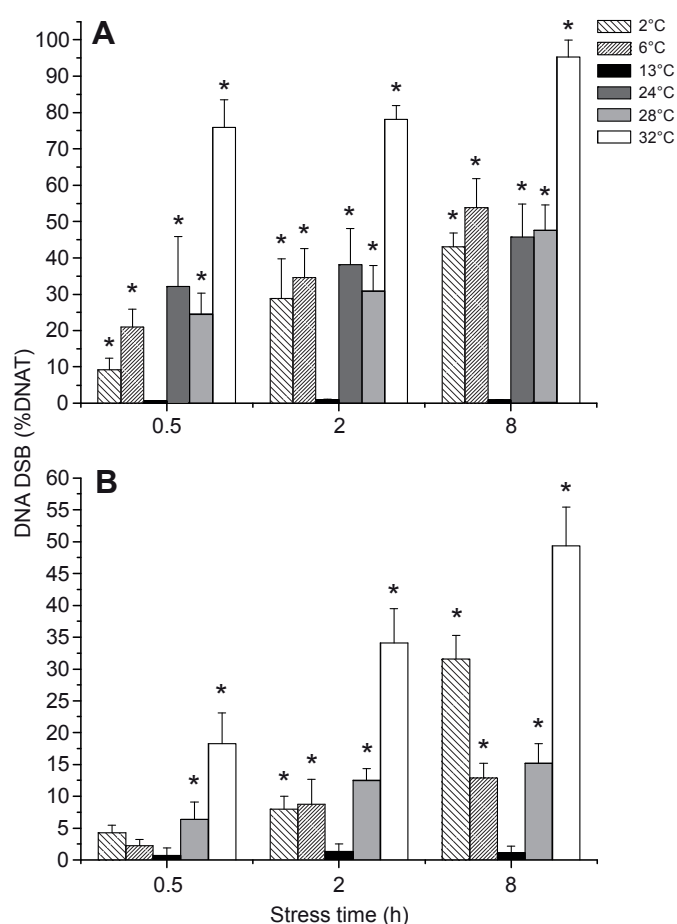 A
100
90
80
70
60
50
40
30
20
10
0
* * * * *
* * * * *
* * * * *
0.5 2 8
2°C
6°C
13°C
24°C
28°C
32°C
DNA DSB (%DNAT)
B
60
55
50
45
40
35
30
25
20
15
10
5
0
* *
* * * *
* * * *
0.5 2 8
Stress time (h)